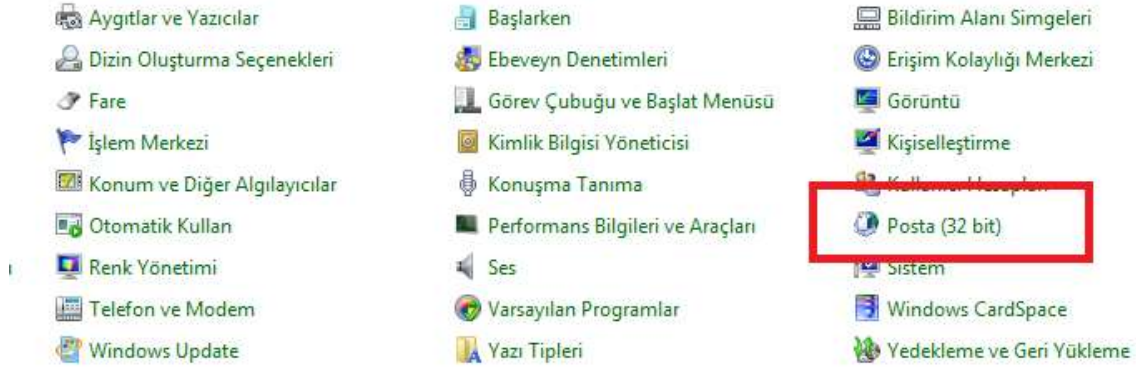 Aygıtlar ve Yazıcılar
Başlarken
Bildirim Alanı Simgeleri
Dizin Oluşturma Seçenekleri
Ebeveyn Denetimleri
Erişim Kolaylığı Merkezi
Fare
Görev Çubuğu ve Başlat Menüsü
Görüntü
İşlem Merkezi
Kimlik Bilgisi Yöneticisi
Kişiselleştirme
Konum ve Diğer Algılayıcılar
Konuşma Tanıma
Kullanıcı Hesapları
Otomatik Kullan
Performans Bilgileri ve Araçları
Posta (32 bit)
Renk Yönetimi
Ses
Sistem
Telefon ve Modem
Varsayılan Programlar
Windows CardSpace
Windows Update
Yazı Tipleri
Yedekleme ve Geri Yükleme